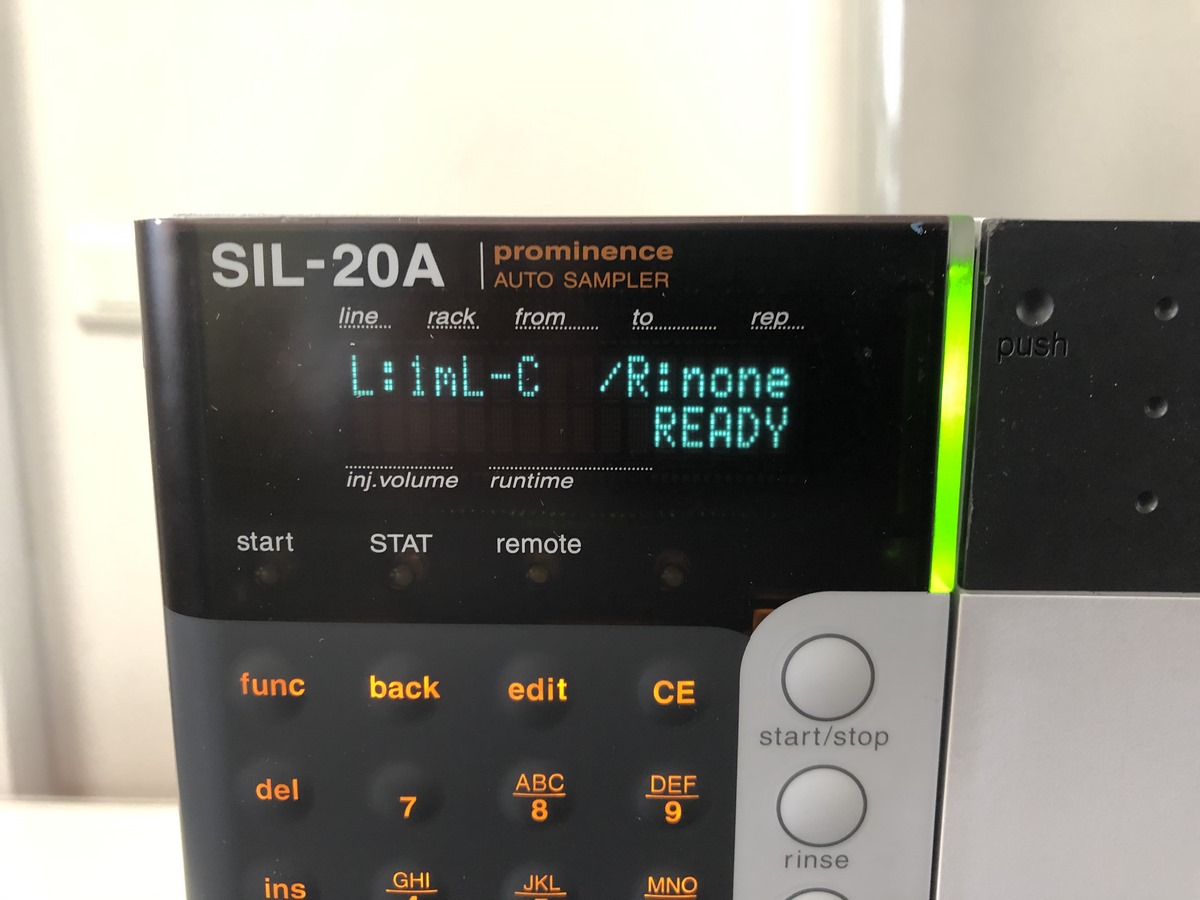 SIL-20A
prominence
AUTO SAMPLER
line rack from to rep
L:1mL-C /R:none
READY
inj.volume runtime
start STAT remote
func back edit CE
start/stop
del 7 ABC 8 DEF 9
rinse
ins GHI JKL MNO
push